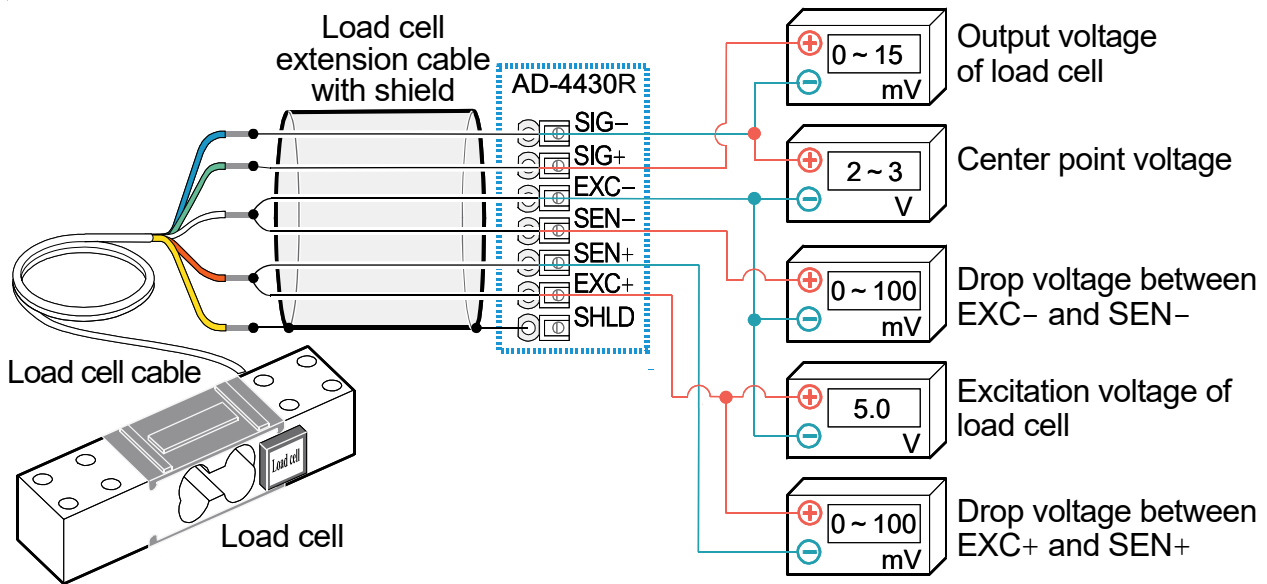 Load cell
extension cable
with shield
AD-4430R
SIG−
SIG+
EXC−
SEN−
SEN+
EXC+
SHLD
Load cell cable
Load cell
Load cell
0 ~ 15
mV
Output voltage
of load cell
2 ~ 3
V
Center point voltage
0 ~ 100
mV
Drop voltage between
EXC− and SEN−
5.0
V
Excitation voltage of
load cell
0 ~ 100
mV
Drop voltage between
EXC+ and SEN+